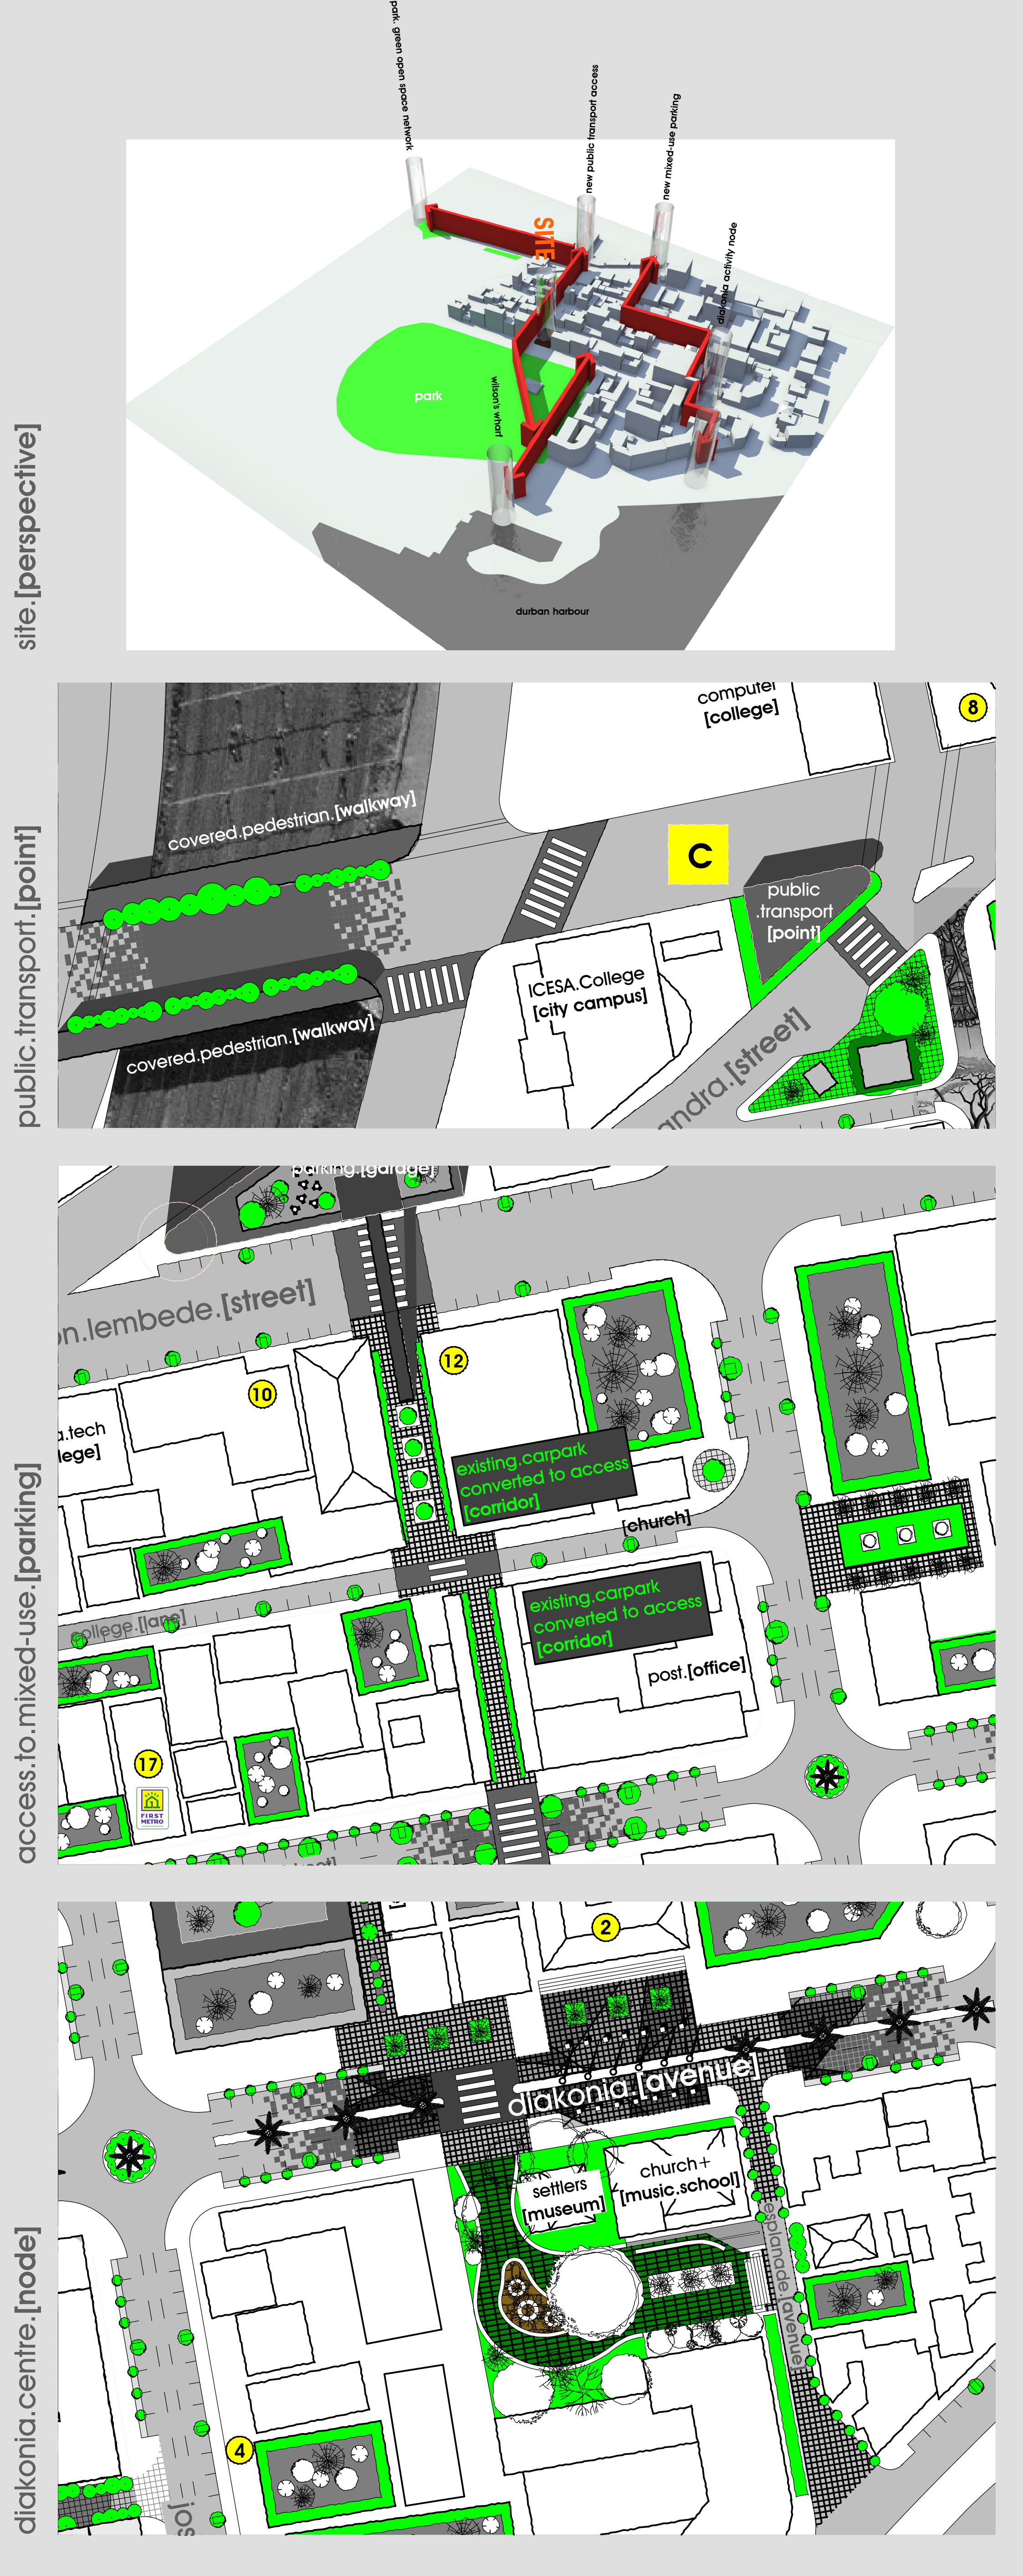 park. green open space network
new public transport access
new mixed-use parking
SITE
diakonia activity node
wilson's wharf
park
durban harbour
site.[perspective]
computer
[college]
8
covered.pedestrian.[walkway]
C
public
.transport
[point]
ICESA.College
[city campus]
covered.pedestrian.[walkway]
andra.[street]
public.transport.[point]
parking.[garage]
on.lembede.[street]
12
10
a.tech
lege]
existing.carpark
converted to access
[corridor]
[church]
existing.carpark
converted to access
[corridor]
college.[lane]
post.[office]
17
FIRST
METRO
access.to.mixed-use.[parking]
2
diakonia.[avenue]
church+
[music.school]
settlers
[museum]
esplanade.[avenue]
4
jos
diakonia.centre.[node]